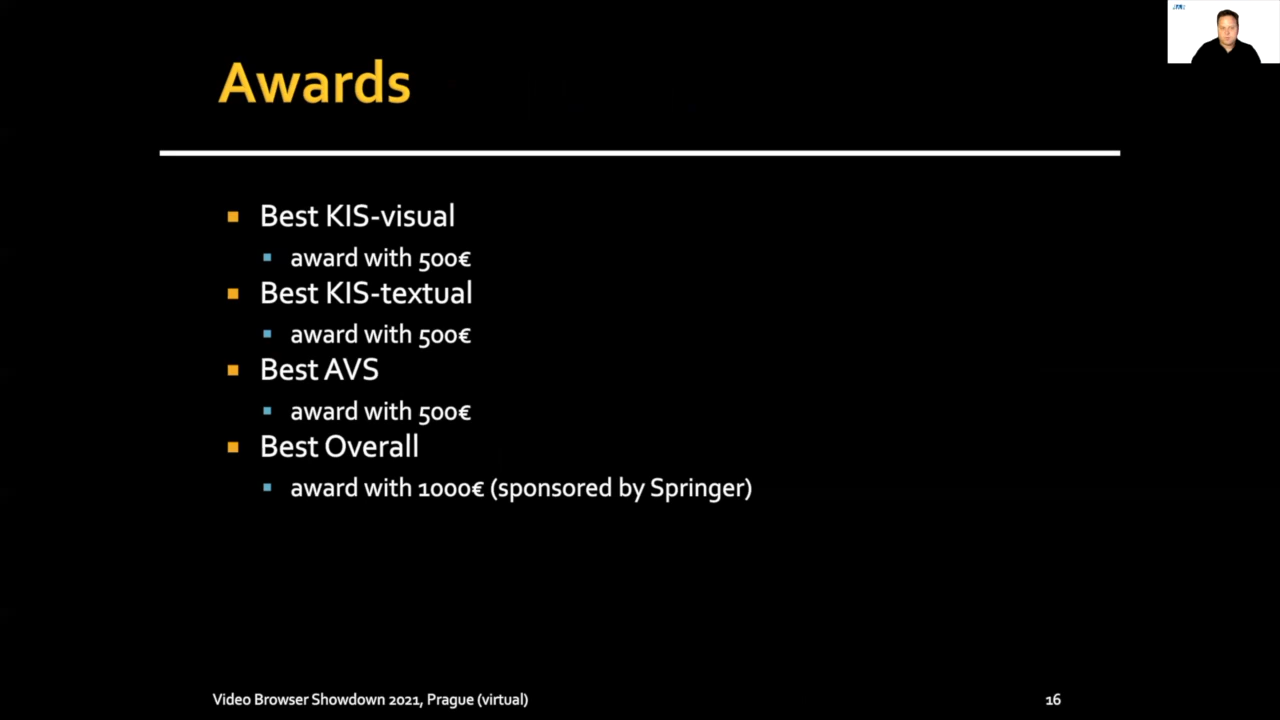 Awards
Best KIS-visual
award with 500€
Best KIS-textual
award with 500€
Best AVS
award with 500€
Best Overall
award with 1000€ (sponsored by Springer)
Video Browser Showdown 2021, Prague (virtual)
16